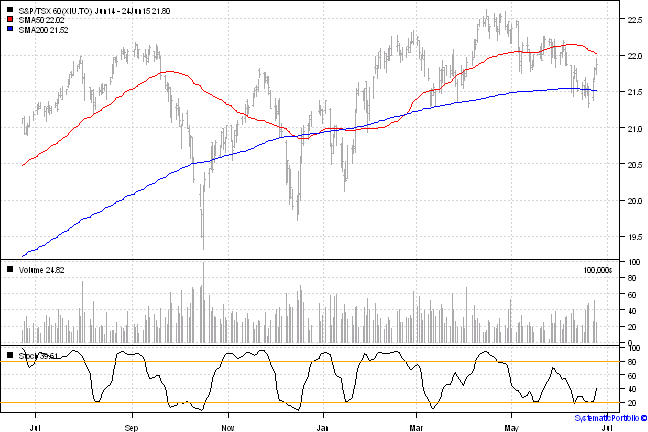 S&P/TSX 60(XIU.TO) Jun14 - 24Jun15 21.80
SMA50 22.02
SMA200 21.52
22.5
22.0
21.5
21.0
20.5
20.0
19.5
Volume 24.82
100,000s
100
80
60
40
20
0
Stoch 39.61
100
80
60
40
20
Jul Sep Nov Jan Mar May Jul
SystematicPortfolio ©